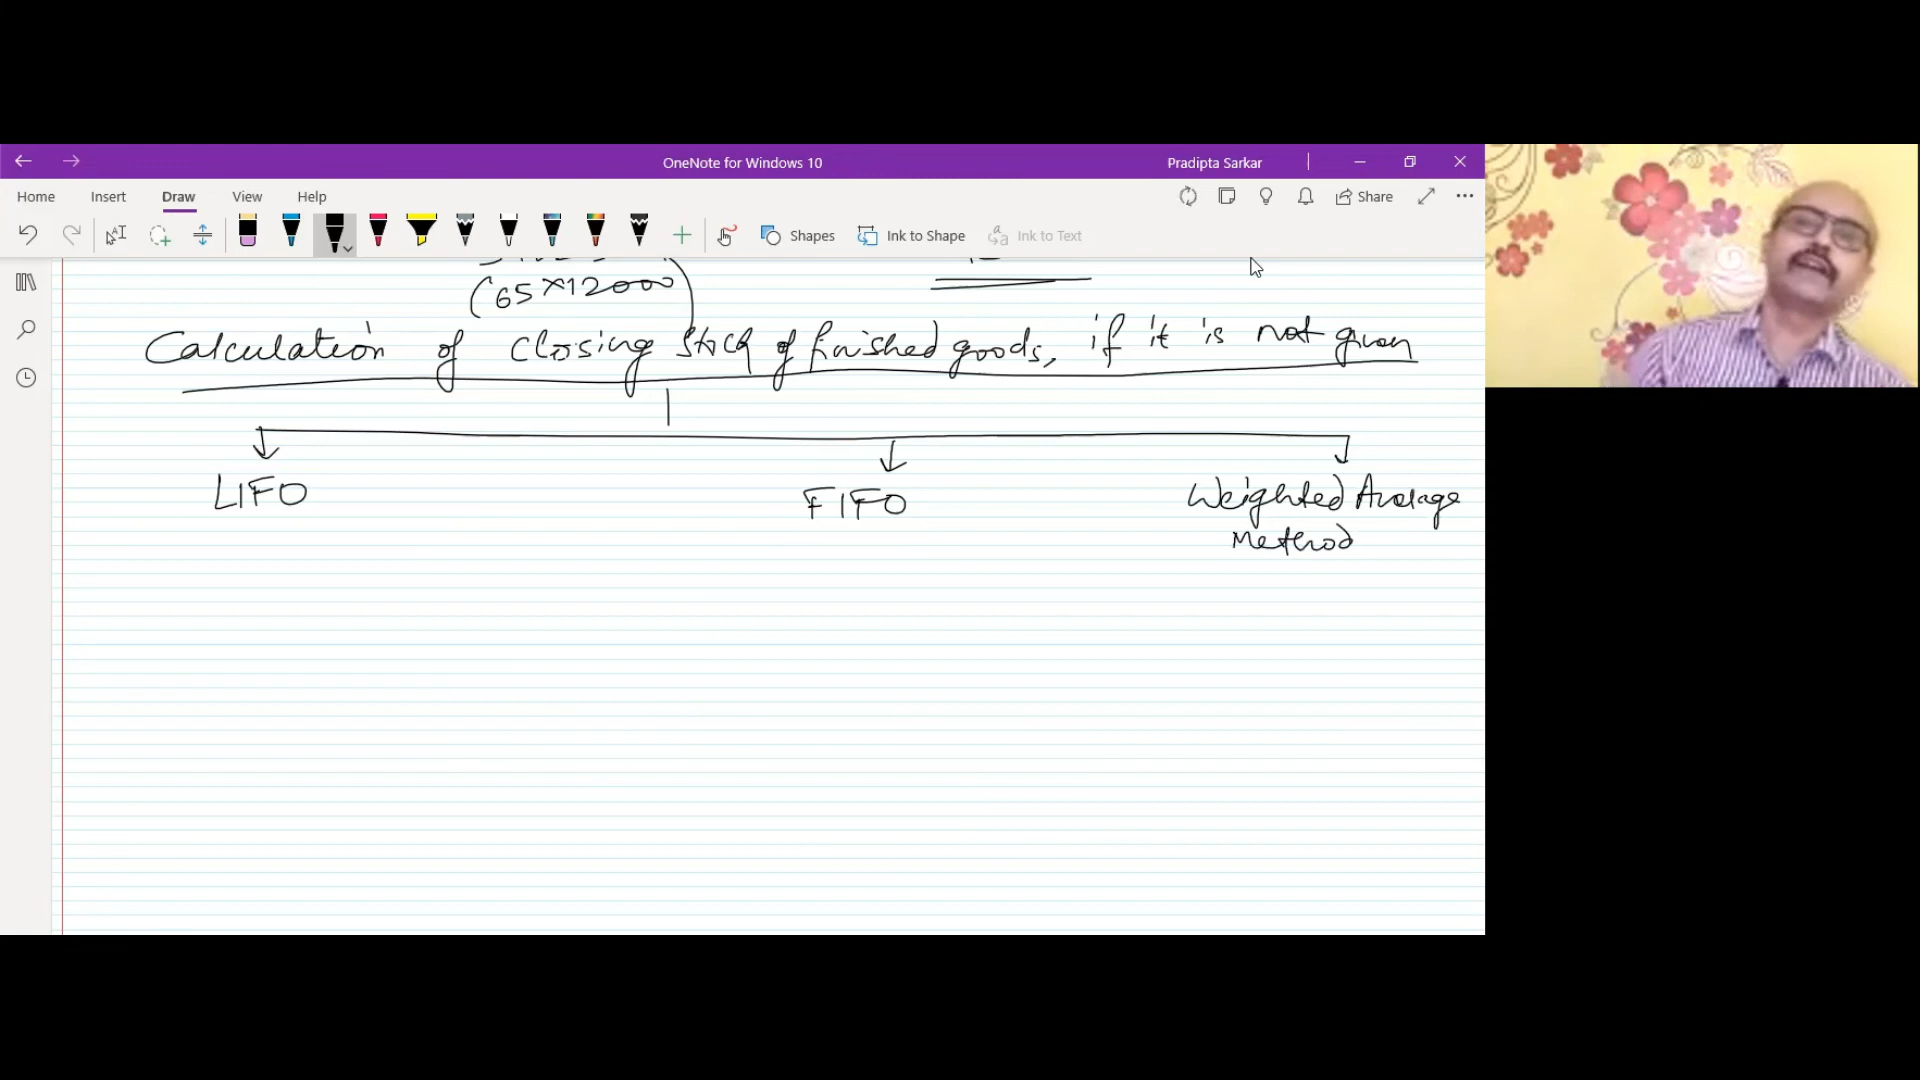 OneNote for Windows 10
Pradipta Sarkar
Home Insert Draw View Help
Share
Shapes Ink to Shape Ink to Text
(65×12000)
Calculation of closing stock of finished goods, if it is not given
LIFO
FIFO
Weighted Average
Method